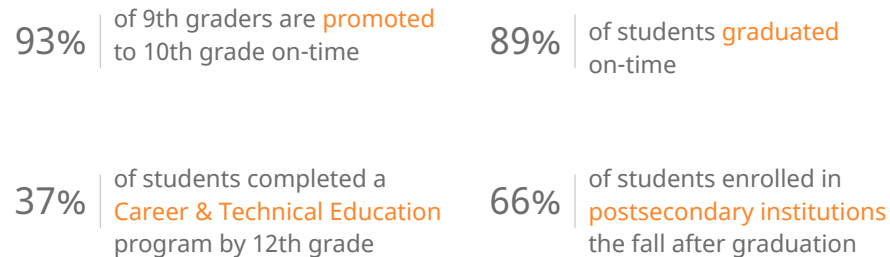 93%
of 9th graders are promoted
to 10th grade on-time
89%
of students graduated
on-time
37%
of students completed a
Career & Technical Education
program by 12th grade
66%
of students enrolled in
postsecondary institutions
the fall after graduation